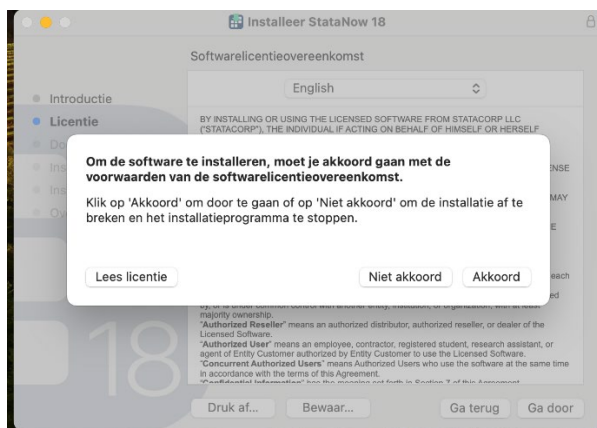 Installeer StataNow 18
Softwarelicentieovereenkomst
English
Introductie
Licentie
BY INSTALLING OR USING THE LICENSED SOFTWARE FROM STATACORP LLC
("STATACORP"), THE INDIVIDUAL IF ACTING ON BEHALF OF HIMSELF OR HERSELF
Om de software te installeren, moet je akkoord gaan met de
voorwaarden van de softwarelicentieovereenkomst.
Klik op 'Akkoord' om door te gaan of op 'Niet akkoord' om de installatie af te
breken en het installatieprogramma te stoppen.
Lees licentie
Niet akkoord
Akkoord
MAY
each
majority ownership.
"Authorized Reseller" means an authorized distributor, authorized reseller, or dealer of the
Licensed Software.
"Authorized User" means an employee, contractor, registered student, research assistant, or
agent of Entity Customer authorized by Entity Customer to use the Licensed Software.
"Concurrent Authorized Users" means Authorized Users who use the software at the same time
in accordance with the terms of this Agreement.
18
Druk af...
Bewaar...
Ga terug
Ga door